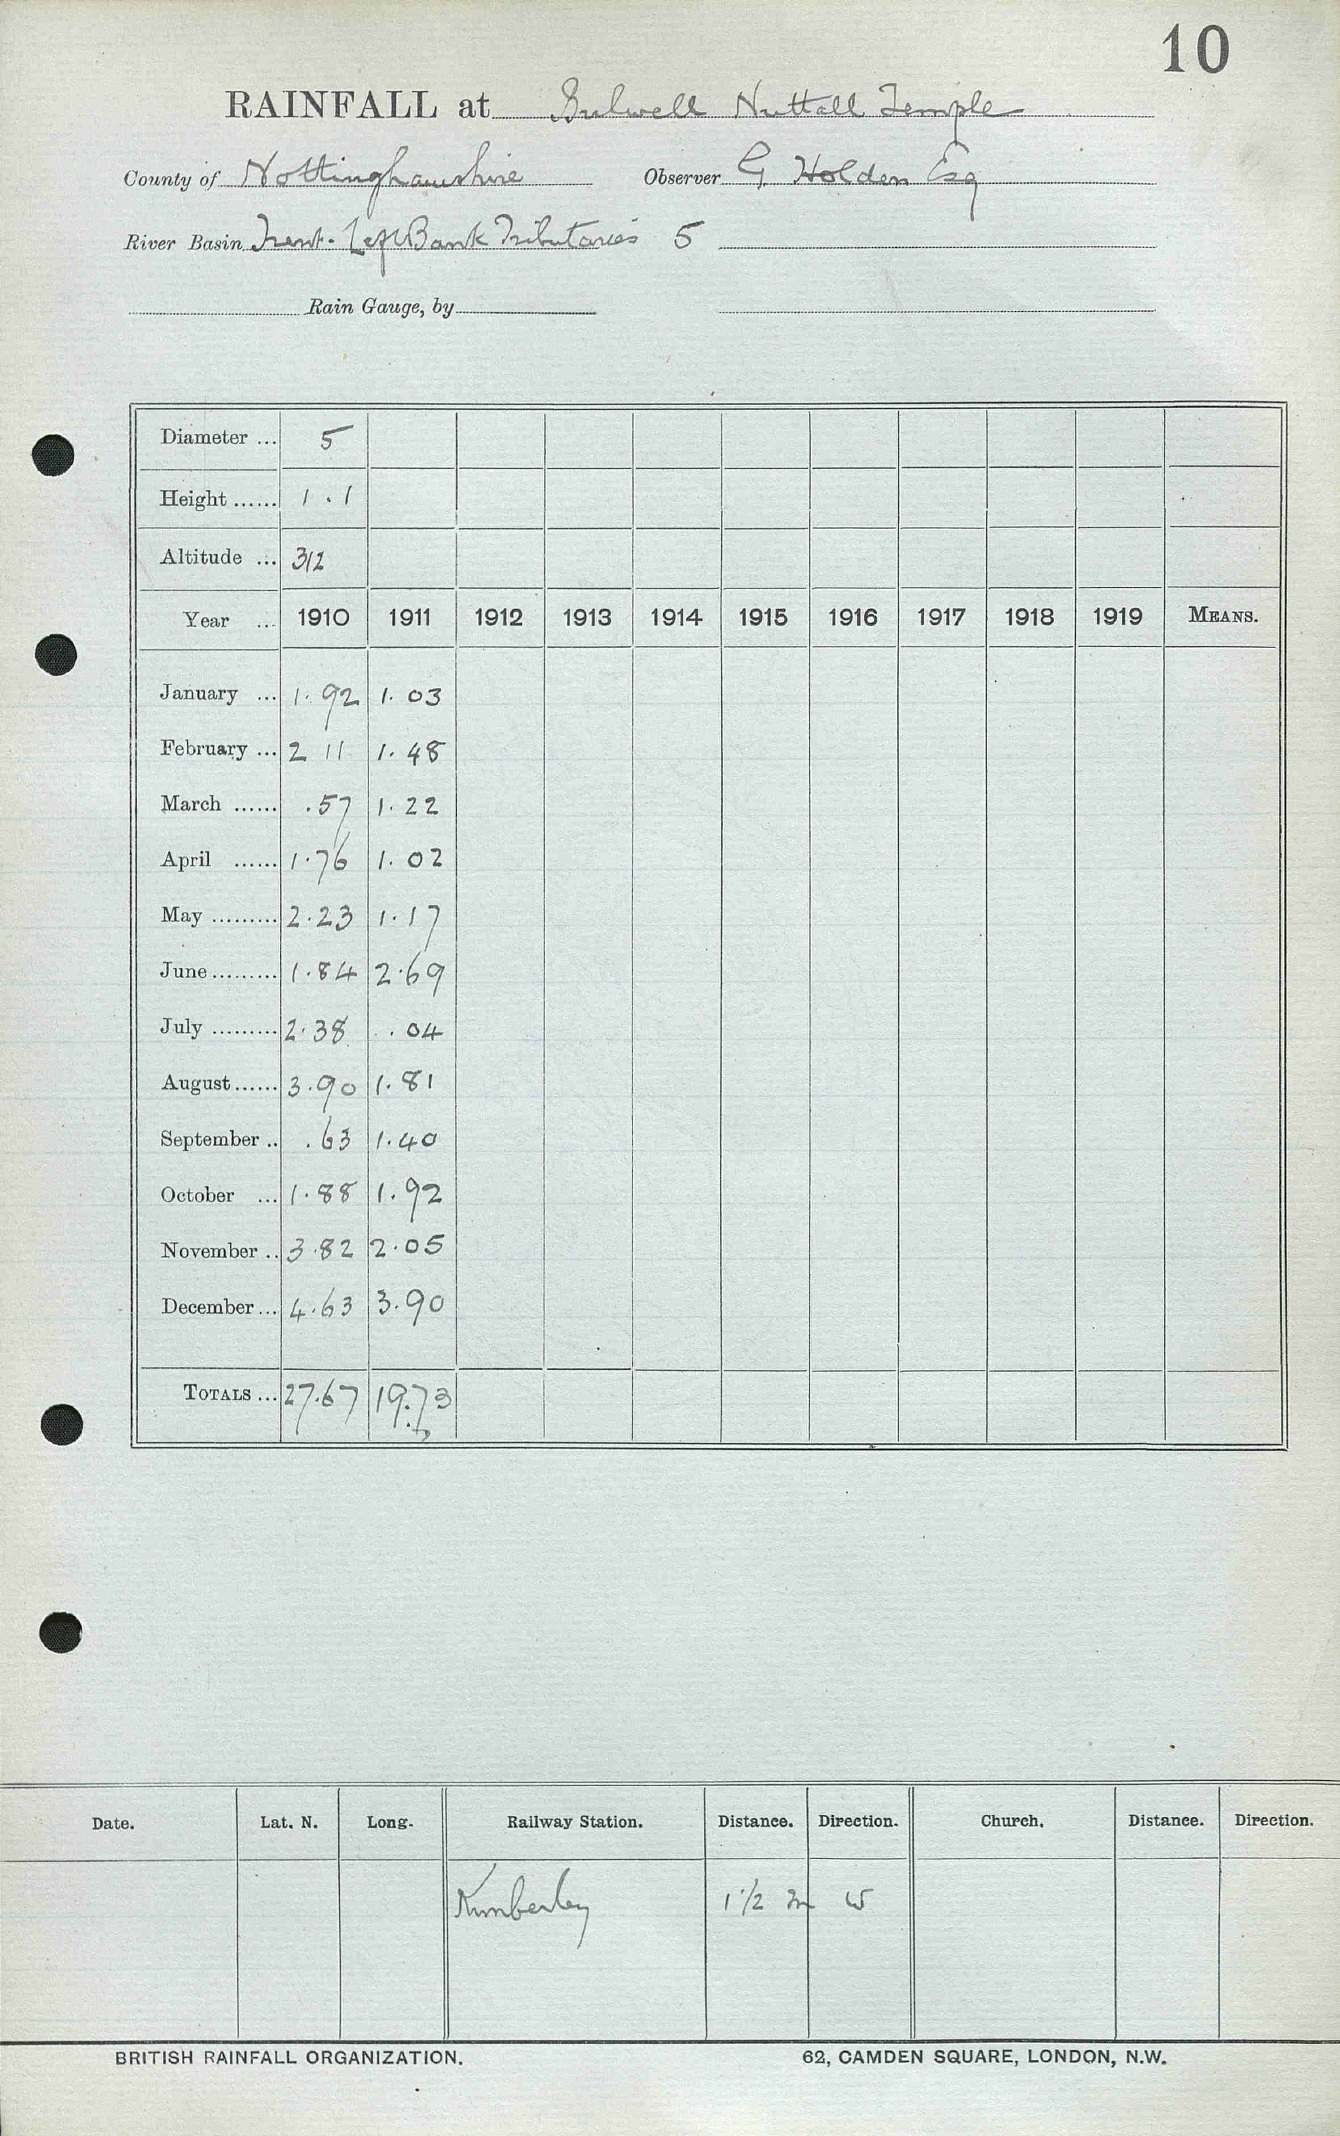 10
RAINFALL at Bulwell Nuttall Temple
County of Nottinghamshire Observer G. Holden Esq
River Basin Trent. Left Bank Tributaries 5
Rain Gauge, by
Diameter ... 5
Height ...... 1.1
Altitude ... 312
Year ... 1910 1911 1912 1913 1914 1915 1916 1917 1918 1919 MEANS.
January ... 1.92 1.03
February ... 2 11 1.48
March ...... .57 1.22
April ...... 1.76 1.02
May ......... 2.23 1.17
June ......... 1.84 2.69
July ......... 2.38 .04
August ...... 3.90 1.81
September .. .63 1.40
October ... 1.88 1.92
November .. 3.82 2.05
December ... 4.63 3.90
TOTALS ... 27.67 19.73
Date. Lat. N. Long. Railway Station. Distance. Direction. Church. Distance. Direction.
Kimberley 1 1/2 m W
BRITISH RAINFALL ORGANIZATION. 62, CAMDEN SQUARE, LONDON, N.W.